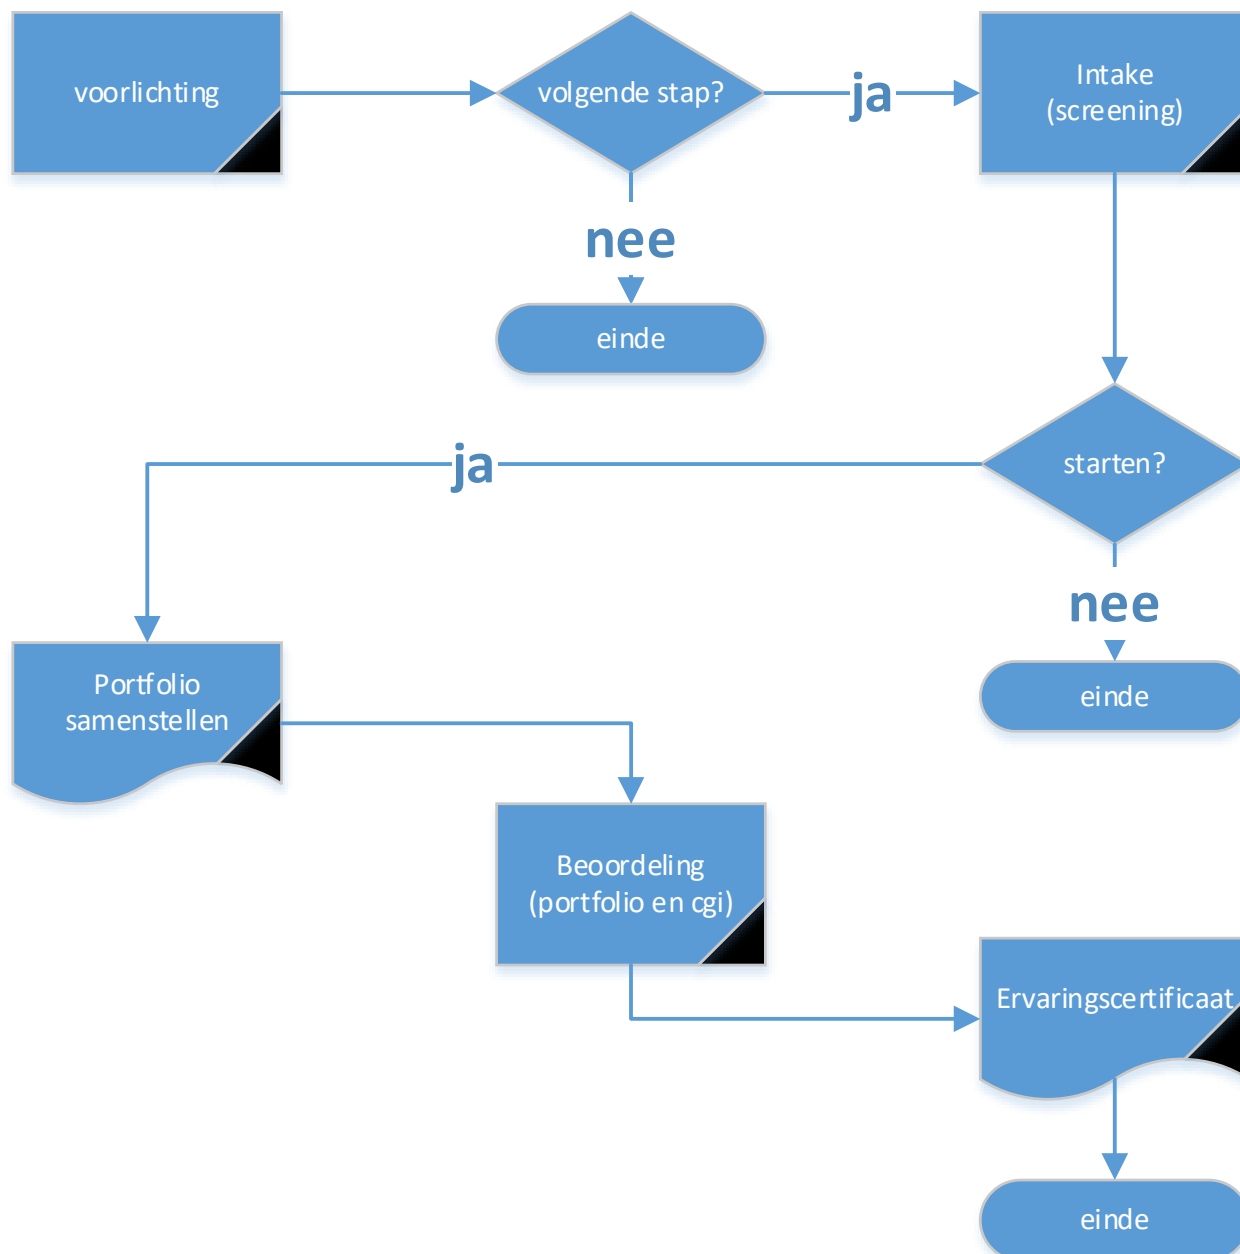 voorlichting
volgende stap?
ja
Intake
(screening)
nee
einde
starten?
ja
nee
einde
Portfolio
samenstellen
Beoordeling
(portfolio en cgi)
Ervaringscertificaat
einde